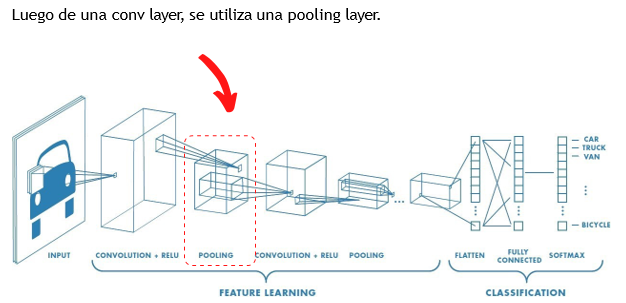 Luego de una conv layer, se utiliza una pooling layer.
CAR
TRUCK
VAN
BICYCLE
INPUT
CONVOLUTION + RELU
POOLING
CONVOLUTION + RELU
POOLING
FLATTEN
FULLY
CONNECTED
SOFTMAX
FEATURE LEARNING
CLASSIFICATION